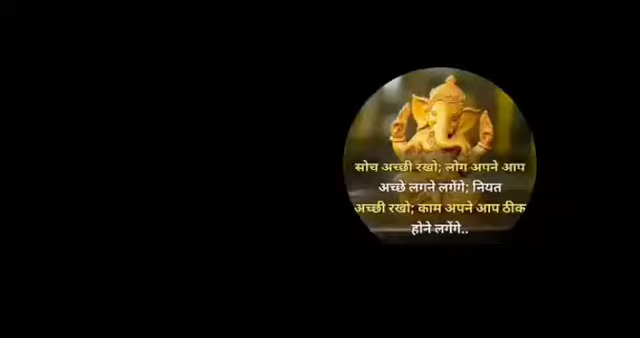 सोच अच्छी रखो; लोग अपने आप
अच्छे लगने लगेंगे; नियत
अच्छी रखो; काम अपने आप ठीक
होने लगेंगे..